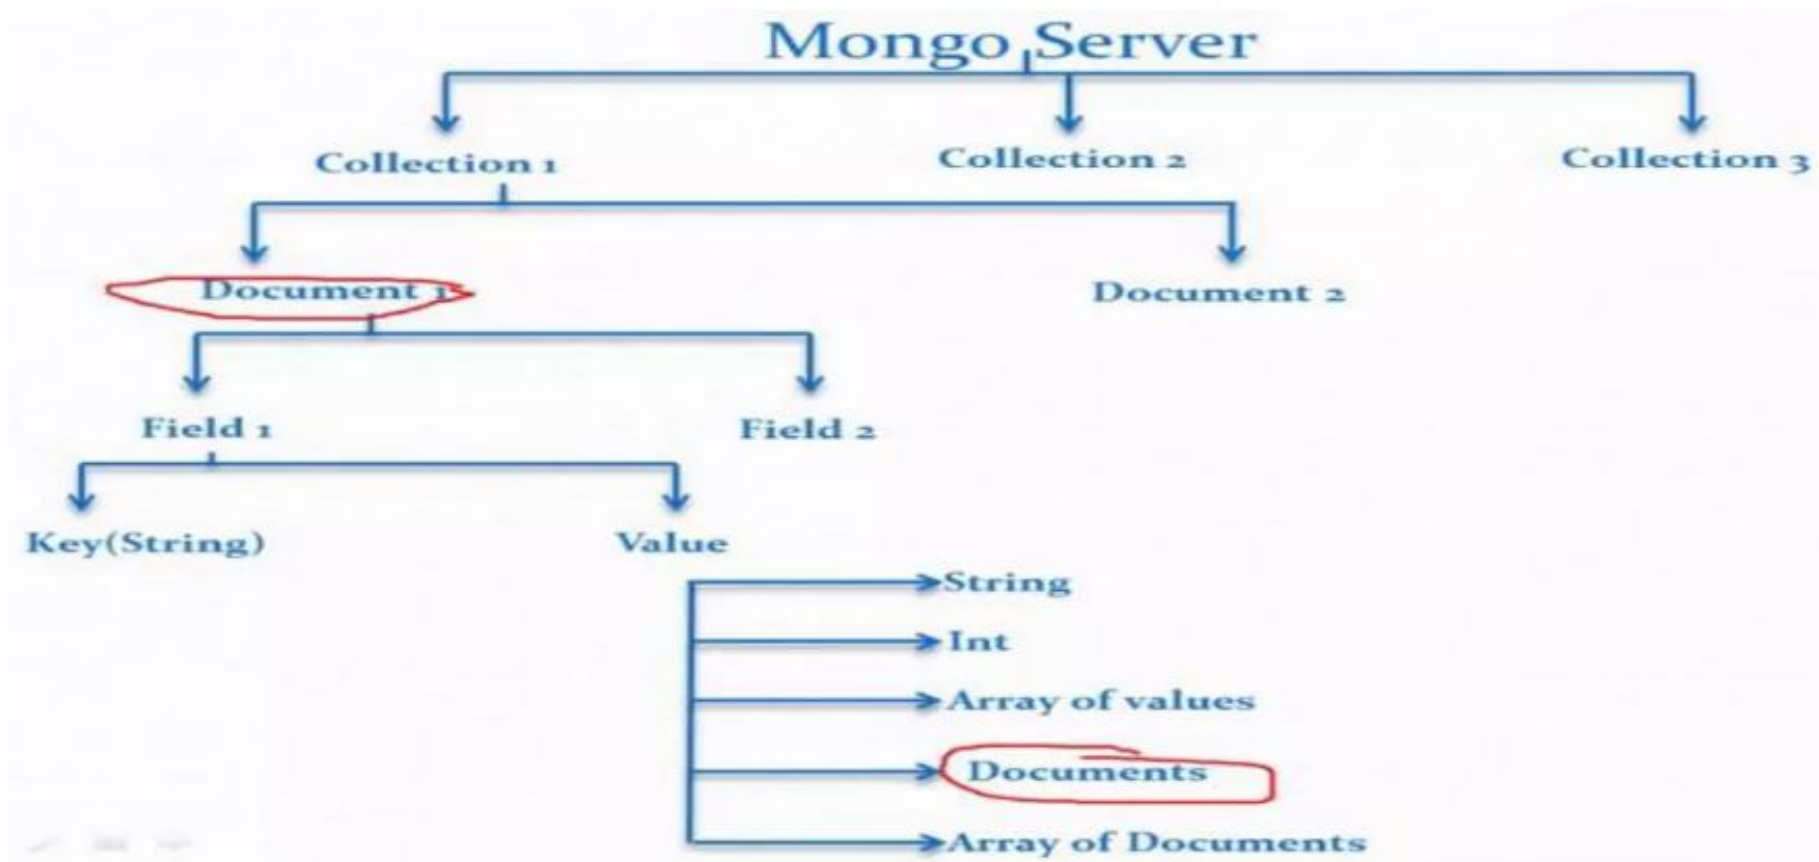 Mongo Server
Collection 1 Collection 2 Collection 3
Document 1 Document 2
Field 1 Field 2
Key(String) Value
String
Int
Array of values
Documents
Array of Documents